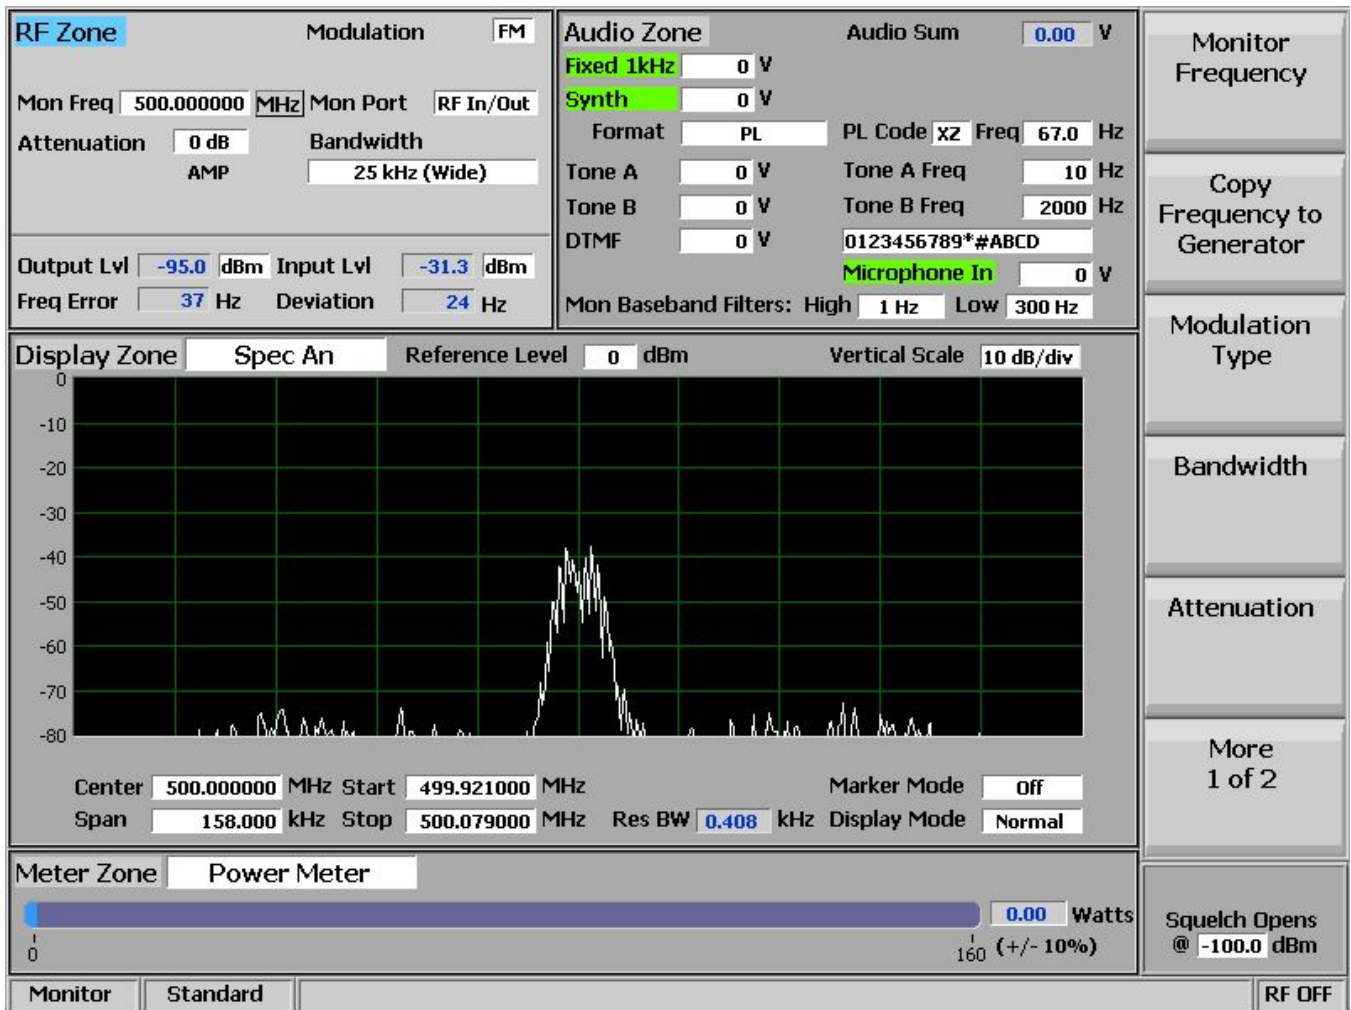 RF Zone Modulation FM
Mon Freq 500.000000 MHz Mon Port RF In/Out
Attenuation 0 dB Bandwidth
AMP 25 kHz (Wide)
Output Lvl -95.0 dBm Input Lvl -31.3 dBm
Freq Error 37 Hz Deviation 24 Hz
Audio Zone Audio Sum 0.00 V
Fixed 1kHz 0 V
Synth 0 V
Format PL PL Code XZ Freq 67.0 Hz
Tone A 0 V Tone A Freq 10 Hz
Tone B 0 V Tone B Freq 2000 Hz
DTMF 0 V 0123456789*#ABCD
Microphone In 0 V
Mon Baseband Filters: High 1 Hz Low 300 Hz
Display Zone Spec An Reference Level 0 dBm Vertical Scale 10 dB/div
0
-10
-20
-30
-40
-50
-60
-70
-80
Center 500.000000 MHz Start 499.921000 MHz Marker Mode Off
Span 158.000 kHz Stop 500.079000 MHz Res BW 0.408 kHz Display Mode Normal
Meter Zone Power Meter
0.00 Watts
0 160 (+/- 10%)
Monitor Standard RF OFF
Monitor
Frequency
Copy
Frequency to
Generator
Modulation
Type
Bandwidth
Attenuation
More
1 of 2
Squelch Opens
@ -100.0 dBm